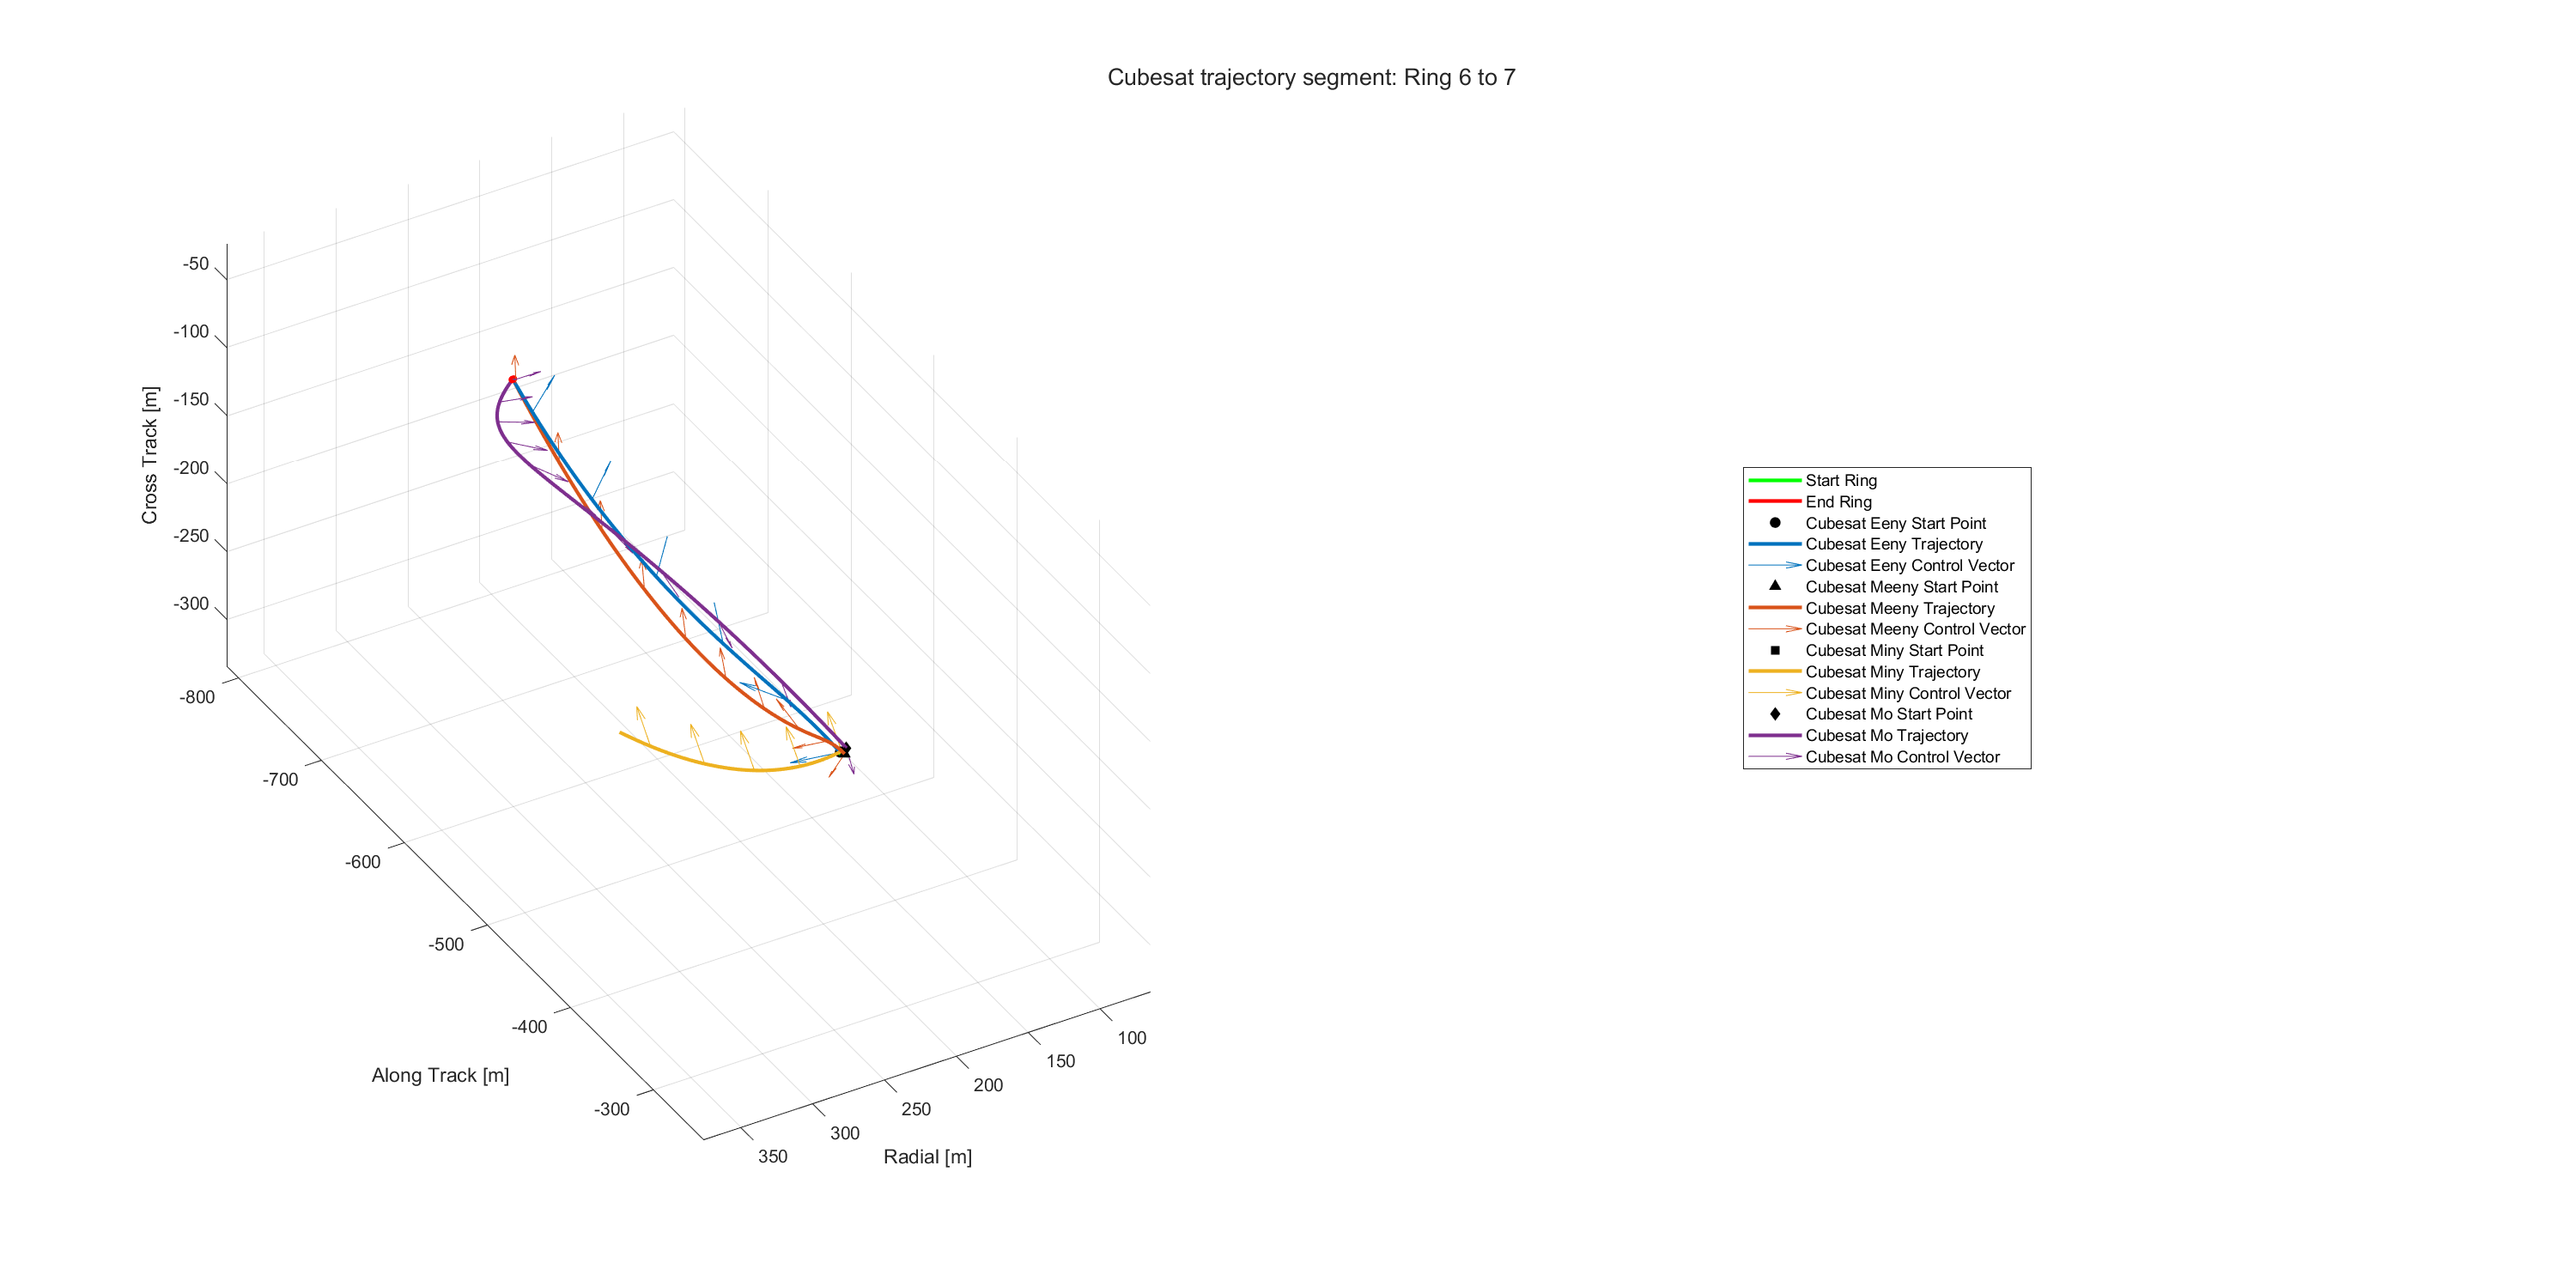 Cubesat trajectory segment: Ring 6 to 7
-50
-100
-150
-200
-250
-300
Cross Track [m]
-800
-700
-600
-500
-400
-300
Along Track [m]
350
300
250
200
150
100
Radial [m]
Start Ring
End Ring
Cubesat Eeny Start Point
Cubesat Eeny Trajectory
Cubesat Eeny Control Vector
Cubesat Meeny Start Point
Cubesat Meeny Trajectory
Cubesat Meeny Control Vector
Cubesat Miny Start Point
Cubesat Miny Trajectory
Cubesat Miny Control Vector
Cubesat Mo Start Point
Cubesat Mo Trajectory
Cubesat Mo Control Vector